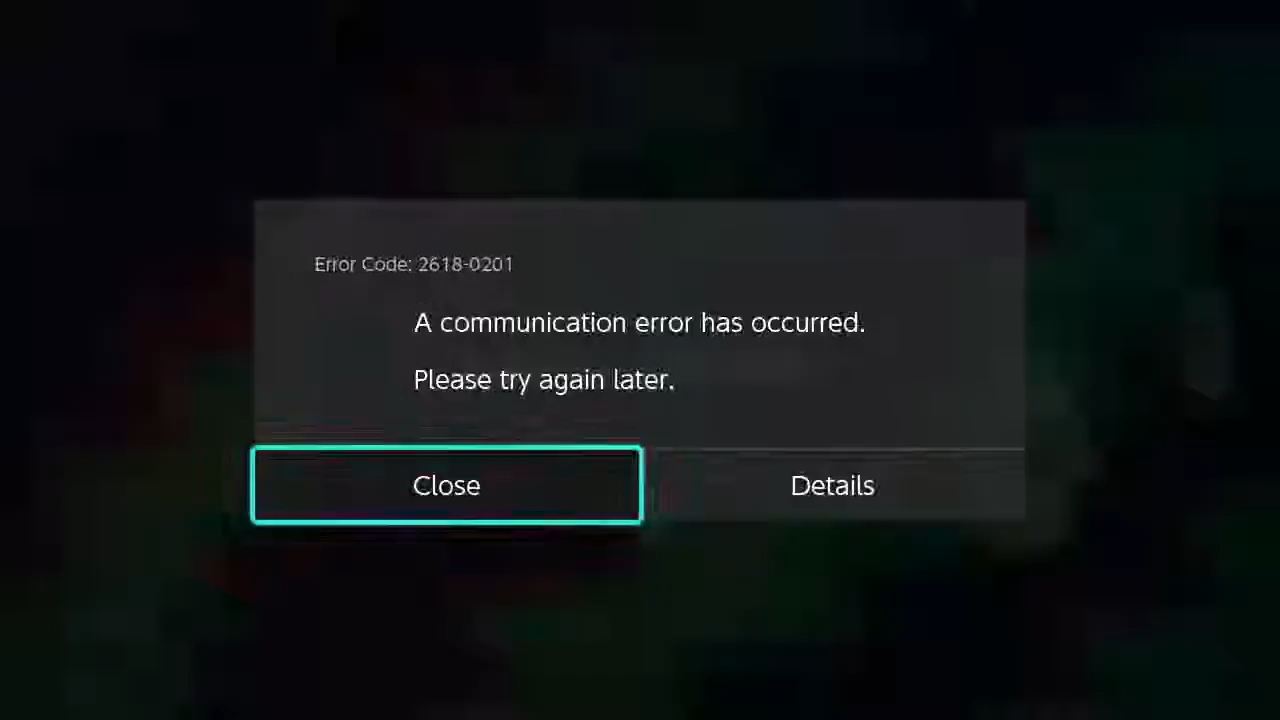 Error Code: 2618-0201
A communication error has occurred.
Please try again later.
Close
Details